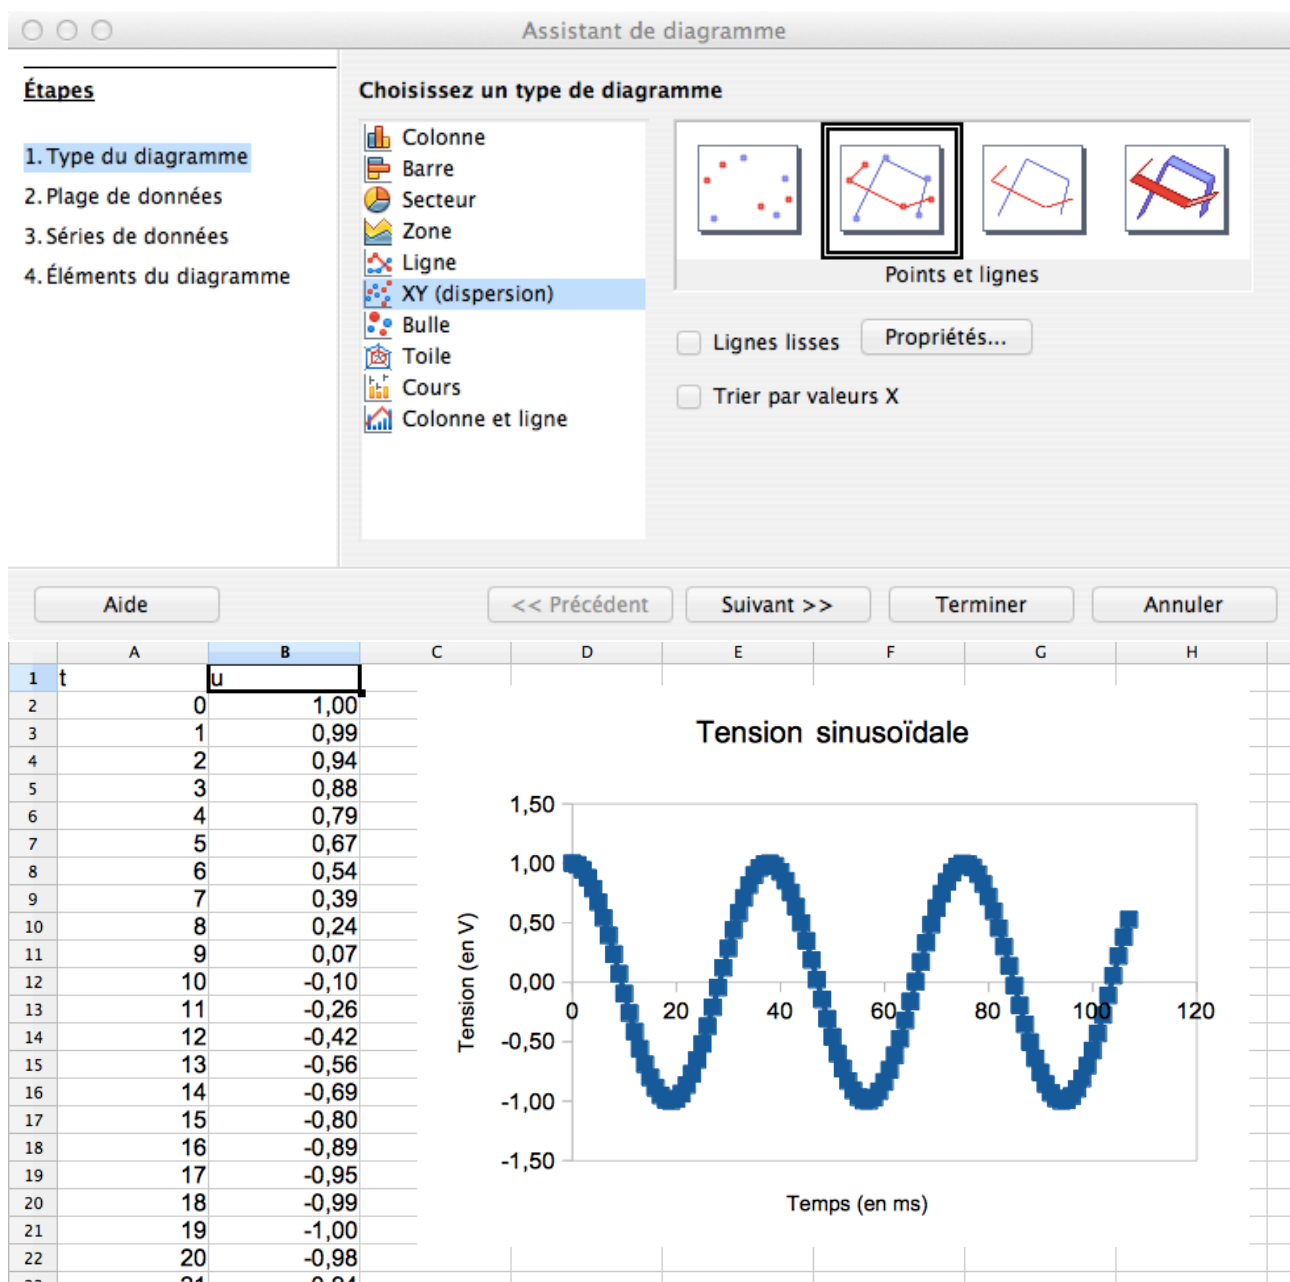 Assistant de diagramme
Étapes
1. Type du diagramme
2. Plage de données
3. Séries de données
4. Éléments du diagramme
Choisissez un type de diagramme
Colonne
Barre
Secteur
Zone
Ligne
XY (dispersion)
Bulle
Toile
Cours
Colonne et ligne
Points et lignes
Lignes lisses
Propriétés...
Trier par valeurs X
Aide
<< Précédent
Suivant >>
Terminer
Annuler
A B C D E F G H
1 t u
2 0 1,00
3 1 0,99
4 2 0,94
5 3 0,88
6 4 0,79
7 5 0,67
8 6 0,54
9 7 0,39
10 8 0,24
11 9 0,07
12 10 -0,10
13 11 -0,26
14 12 -0,42
15 13 -0,56
16 14 -0,69
17 15 -0,80
18 16 -0,89
19 17 -0,95
20 18 -0,99
21 19 -1,00
22 20 -0,98
Tension sinusoïdale
Tension (en V)
1,50
1,00
0,50
0,00
-0,50
-1,00
-1,50
0 20 40 60 80 100 120
Temps (en ms)